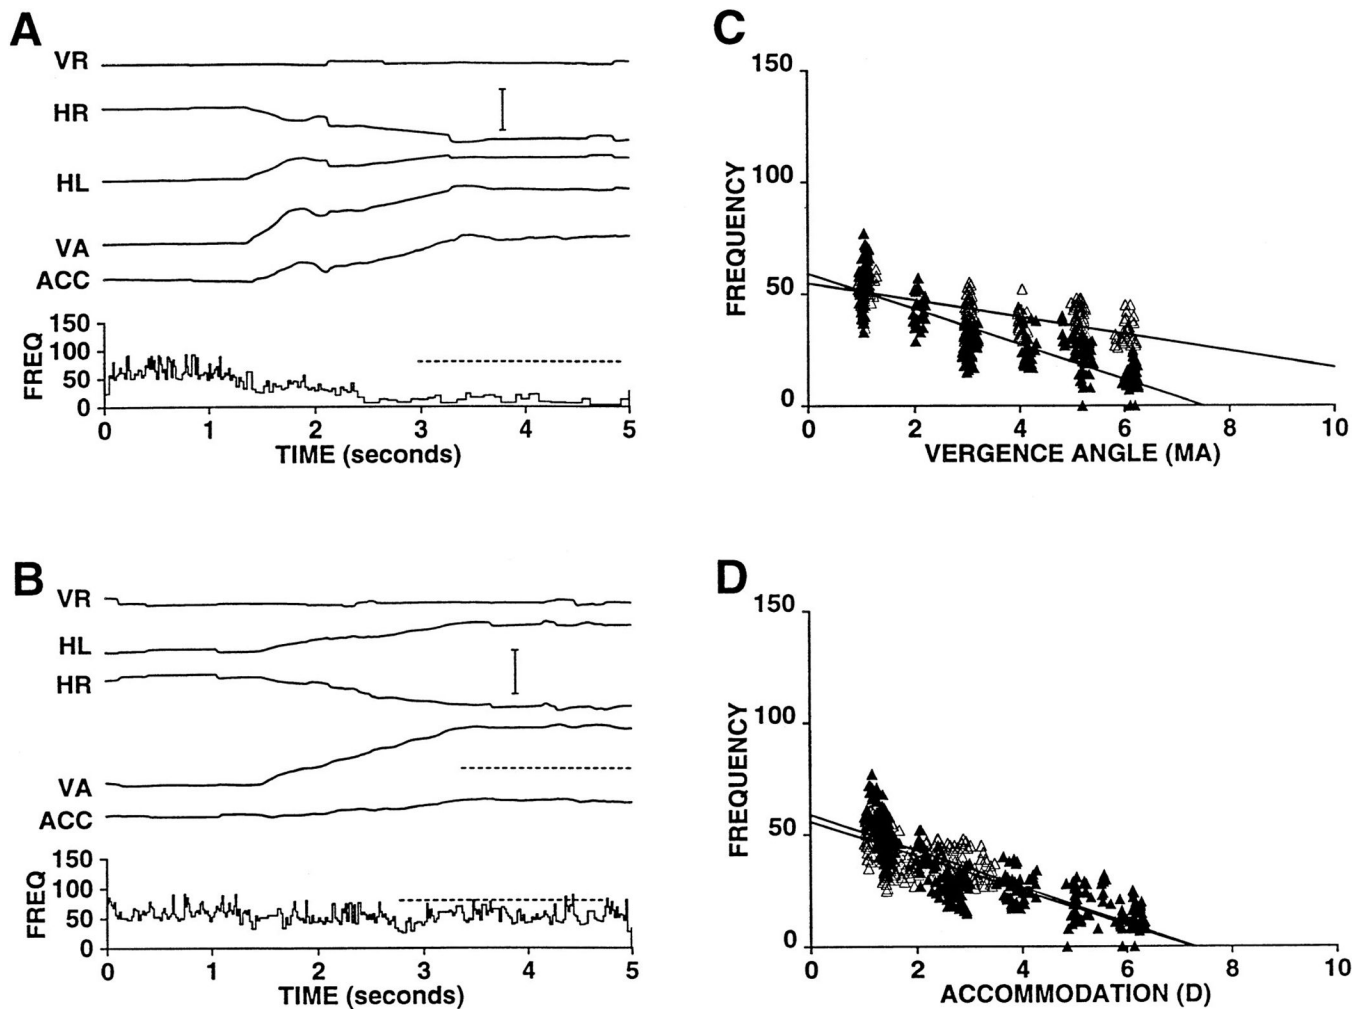 A
VR
HR
HL
VA
ACC
FREQ
150
100
50
0
0 1 2 3 4 5
TIME (seconds)
B
VR
HL
HR
VA
ACC
FREQ
150
100
50
0
0 1 2 3 4 5
TIME (seconds)
C
FREQUENCY
150
100
50
0
0 2 4 6 8 10
VERGENCE ANGLE (MA)
D
FREQUENCY
150
100
50
0
0 2 4 6 8 10
ACCOMMODATION (D)